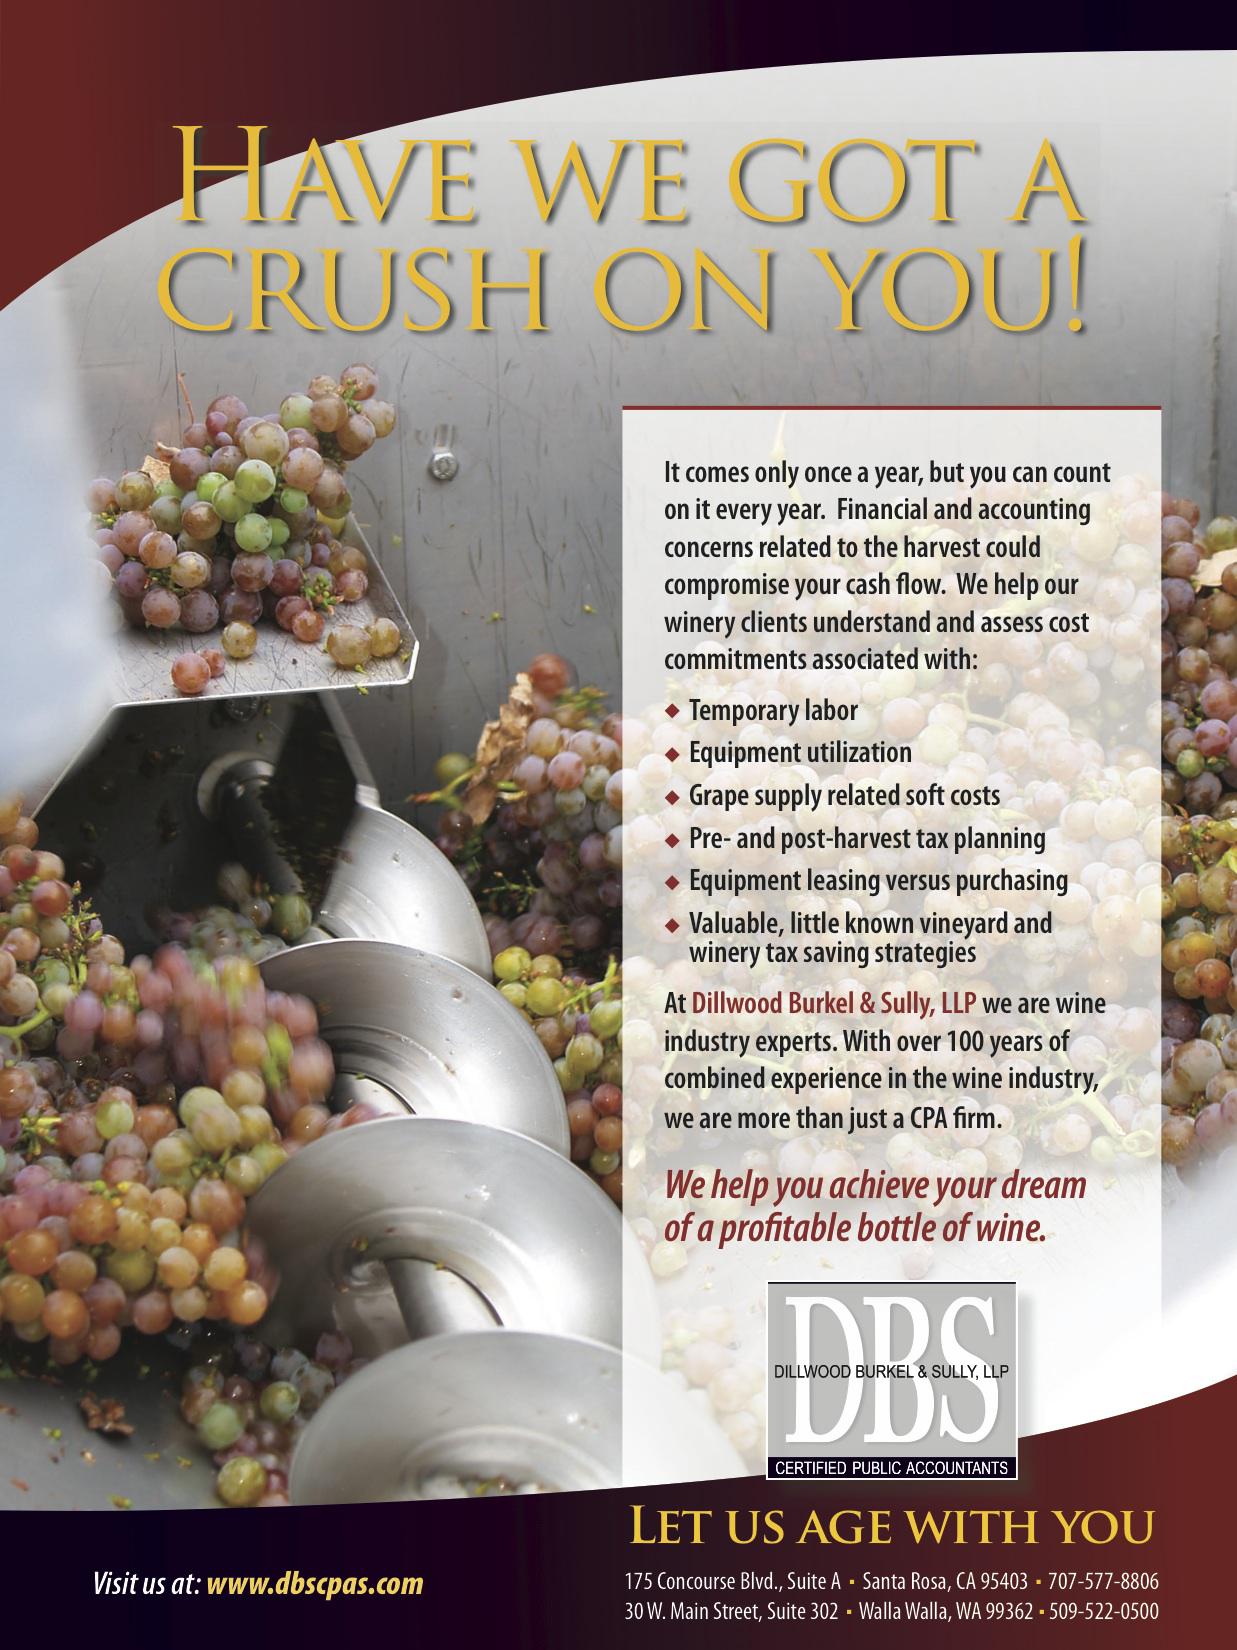 Have we got a
crush on you!
It comes only once a year, but you can count
on it every year.  Financial and accounting
concerns related to the harvest could
compromise your cash flow.  We help our
winery clients understand and assess cost
commitments associated with:
◆ Temporary labor
◆ Equipment utilization
◆ Grape supply related soft costs
◆ Pre- and post-harvest tax planning
◆ Equipment leasing versus purchasing
◆ Valuable, little known vineyard and
winery tax saving strategies
At Dillwood Burkel & Sully, LLP we are wine
industry experts. With over 100 years of
combined experience in the wine industry,
we are more than just a CPA firm.
We help you achieve your dream
of a profitable bottle of wine.
DBS
DILLWOOD BURKEL & SULLY, LLP
CERTIFIED PUBLIC ACCOUNTANTS
Let us age with you
Visit us at: www.dbscpas.com
175 Concourse Blvd., Suite A ▪ Santa Rosa, CA 95403 ▪ 707-577-8806
30 W. Main Street, Suite 302 ▪ Walla Walla, WA 99362 ▪ 509-522-0500